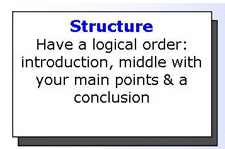 Structure
Have a logical order:
introduction, middle with
your main points & a
conclusion